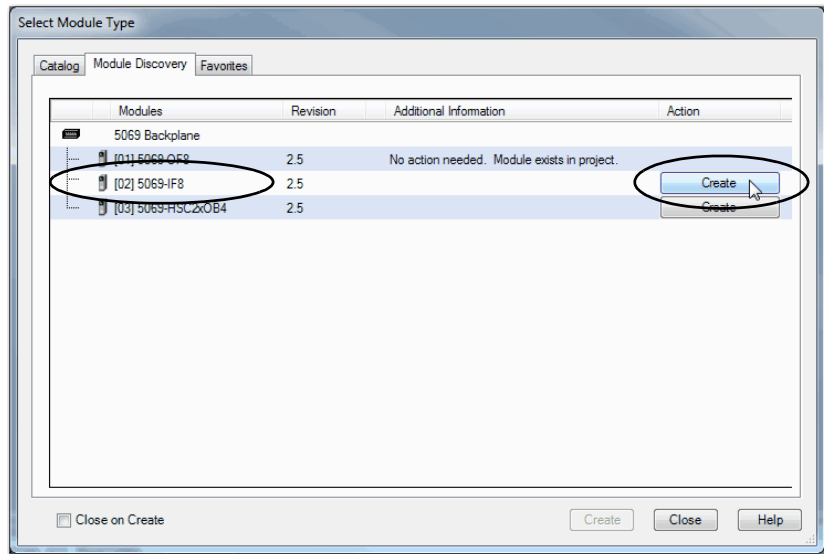 Select Module Type
Catalog Module Discovery Favorites
Modules Revision Additional Information Action
5069 Backplane
[01] 5069-OF8 2.5 No action needed. Module exists in project.
[02] 5069-IF8 2.5 Create
[03] 5069-HSC2xOB4 2.5 Create
Close on Create Create Close Help